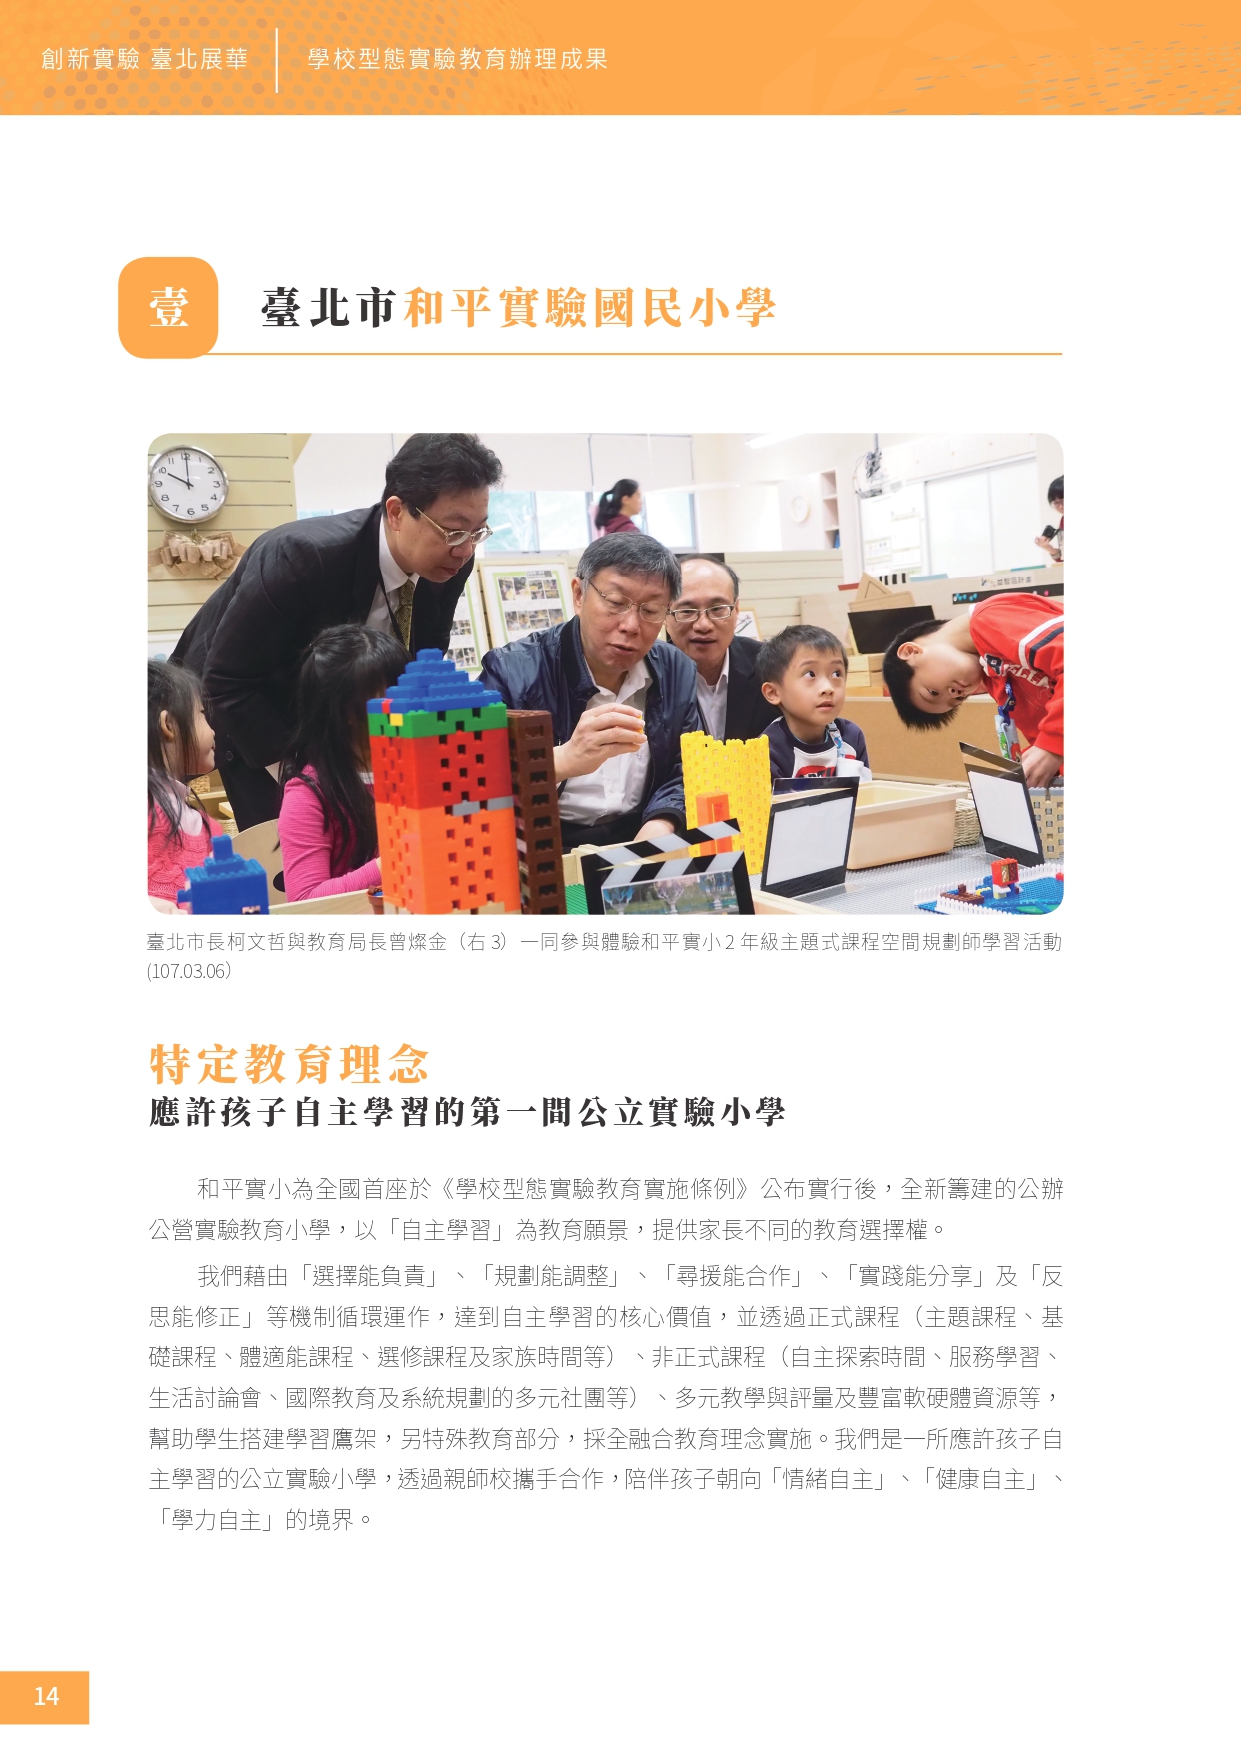 創新實驗 臺北展華
學校型態實驗教育辦理成果
壹
臺北市和平實驗國民小學
臺北市長柯文哲與教育局長曾燦金（右 3）一同參與體驗和平實小 2 年級主題式課程空間規劃師學習活動
(107.03.06）
特定教育理念
應許孩子自主學習的第一間公立實驗小學
和平實小為全國首座於《學校型態實驗教育實施條例》公布實行後，全新籌建的公辦
公營實驗教育小學，以「自主學習」為教育願景，提供家長不同的教育選擇權。
我們藉由「選擇能負責」、「規劃能調整」、「尋援能合作」、「實踐能分享」及「反
思能修正」等機制循環運作，達到自主學習的核心價值，並透過正式課程（主題課程、基
礎課程、體適能課程、選修課程及家族時間等）、非正式課程（自主探索時間、服務學習、
生活討論會、國際教育及系統規劃的多元社團等）、多元教學與評量及豐富軟硬體資源等，
幫助學生搭建學習鷹架，另特殊教育部分，採全融合教育理念實施。我們是一所應許孩子自
主學習的公立實驗小學，透過親師校攜手合作，陪伴孩子朝向「情緒自主」、「健康自主」、
「學力自主」的境界。
14